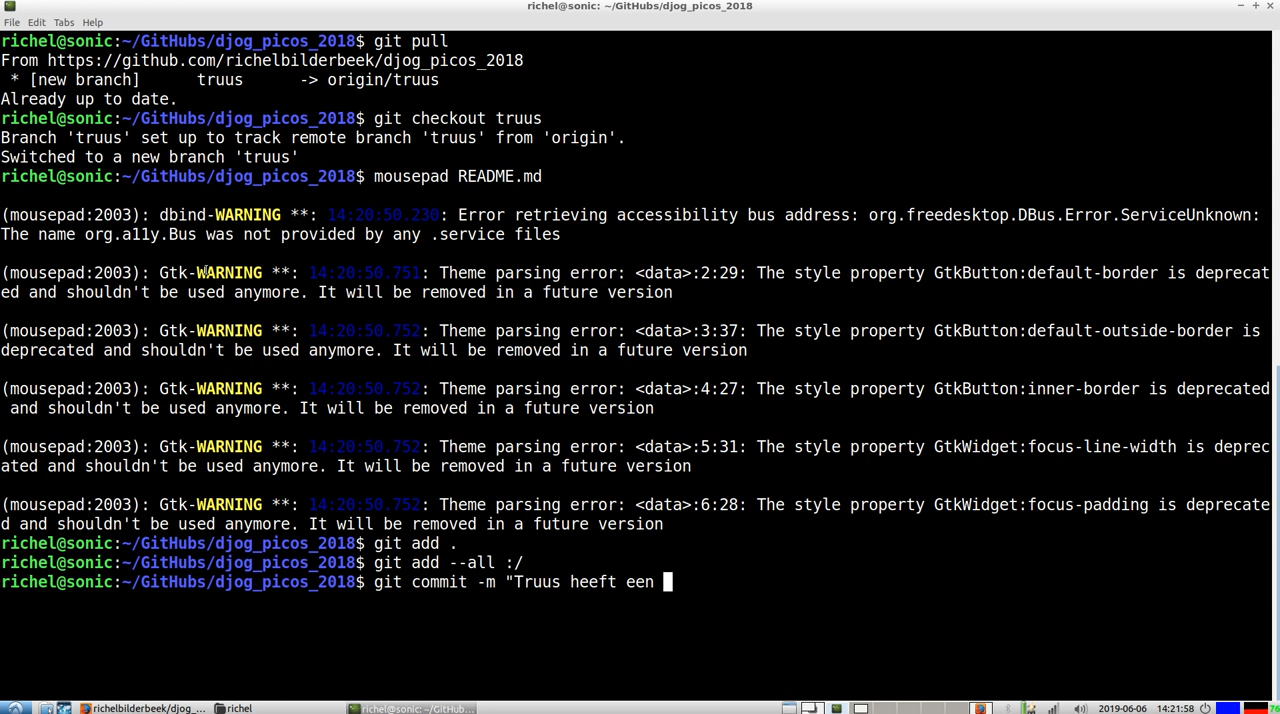 richel@sonic: ~/GitHubs/djog_picos_2018
File Edit Tabs Help
richel@sonic:~/GitHubs/djog_picos_2018$ git pull
From https://github.com/richelbilderbeek/djog_picos_2018
 * [new branch]      truus      -> origin/truus
Already up to date.
richel@sonic:~/GitHubs/djog_picos_2018$ git checkout truus
Branch 'truus' set up to track remote branch 'truus' from 'origin'.
Switched to a new branch 'truus'
richel@sonic:~/GitHubs/djog_picos_2018$ mousepad README.md
(mousepad:2003): dbind-WARNING **: 14:20:50.230: Error retrieving accessibility bus address: org.freedesktop.DBus.Error.ServiceUnknown:
The name org.a11y.Bus was not provided by any .service files
(mousepad:2003): Gtk-WARNING **: 14:20:50.751: Theme parsing error: <data>:2:29: The style property GtkButton:default-border is deprecat
ed and shouldn't be used anymore. It will be removed in a future version
(mousepad:2003): Gtk-WARNING **: 14:20:50.752: Theme parsing error: <data>:3:37: The style property GtkButton:default-outside-border is
deprecated and shouldn't be used anymore. It will be removed in a future version
(mousepad:2003): Gtk-WARNING **: 14:20:50.752: Theme parsing error: <data>:4:27: The style property GtkButton:inner-border is deprecated
 and shouldn't be used anymore. It will be removed in a future version
(mousepad:2003): Gtk-WARNING **: 14:20:50.752: Theme parsing error: <data>:5:31: The style property GtkWidget:focus-line-width is deprec
ated and shouldn't be used anymore. It will be removed in a future version
(mousepad:2003): Gtk-WARNING **: 14:20:50.752: Theme parsing error: <data>:6:28: The style property GtkWidget:focus-padding is deprecate
d and shouldn't be used anymore. It will be removed in a future version
richel@sonic:~/GitHubs/djog_picos_2018$ git add .
richel@sonic:~/GitHubs/djog_picos_2018$ git add --all :/
richel@sonic:~/GitHubs/djog_picos_2018$ git commit -m "Truus heeft een
richelbilderbeek/djog_... richel richel@sonic: ~/GitHub... 2019-06-06 14:21:58 76